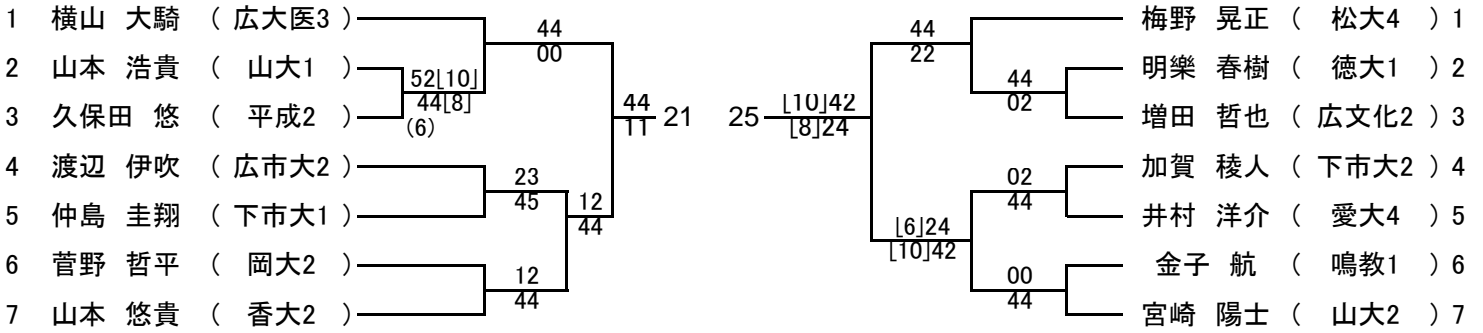 1 横山 大騎 （ 広大医3 ）
2 山本 浩貴 （ 山大1 ）
3 久保田 悠 （ 平成2 ）
4 渡辺 伊吹 （ 広市大2 ）
5 仲島 圭翔 （ 下市大1 ）
6 菅野 哲平 （ 岡大2 ）
7 山本 悠貴 （ 香大2 ）
44
00
52[10]
44[8]
(6)
23
45
12
44
12
44
44
11
21
25
[10]42
[8]24
44
22
44
02
02
44
[6]24
[10]42
00
44
梅野 晃正 （ 松大4 ）1
明樂 春樹 （ 徳大1 ）2
増田 哲也 （ 広文化2 ）3
加賀 稜人 （ 下市大2 ）4
井村 洋介 （ 愛大4 ）5
金子 航 （ 鳴教1 ）6
宮崎 陽士 （ 山大2 ）7